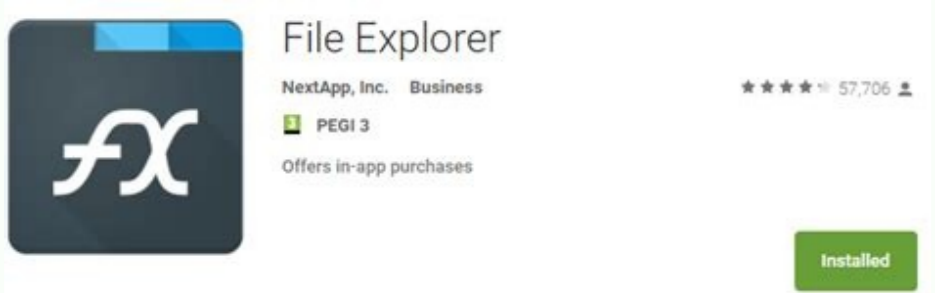 fx
File Explorer
NextApp, Inc. Business
57,706
3 PEGI 3
Offers in-app purchases
Installed